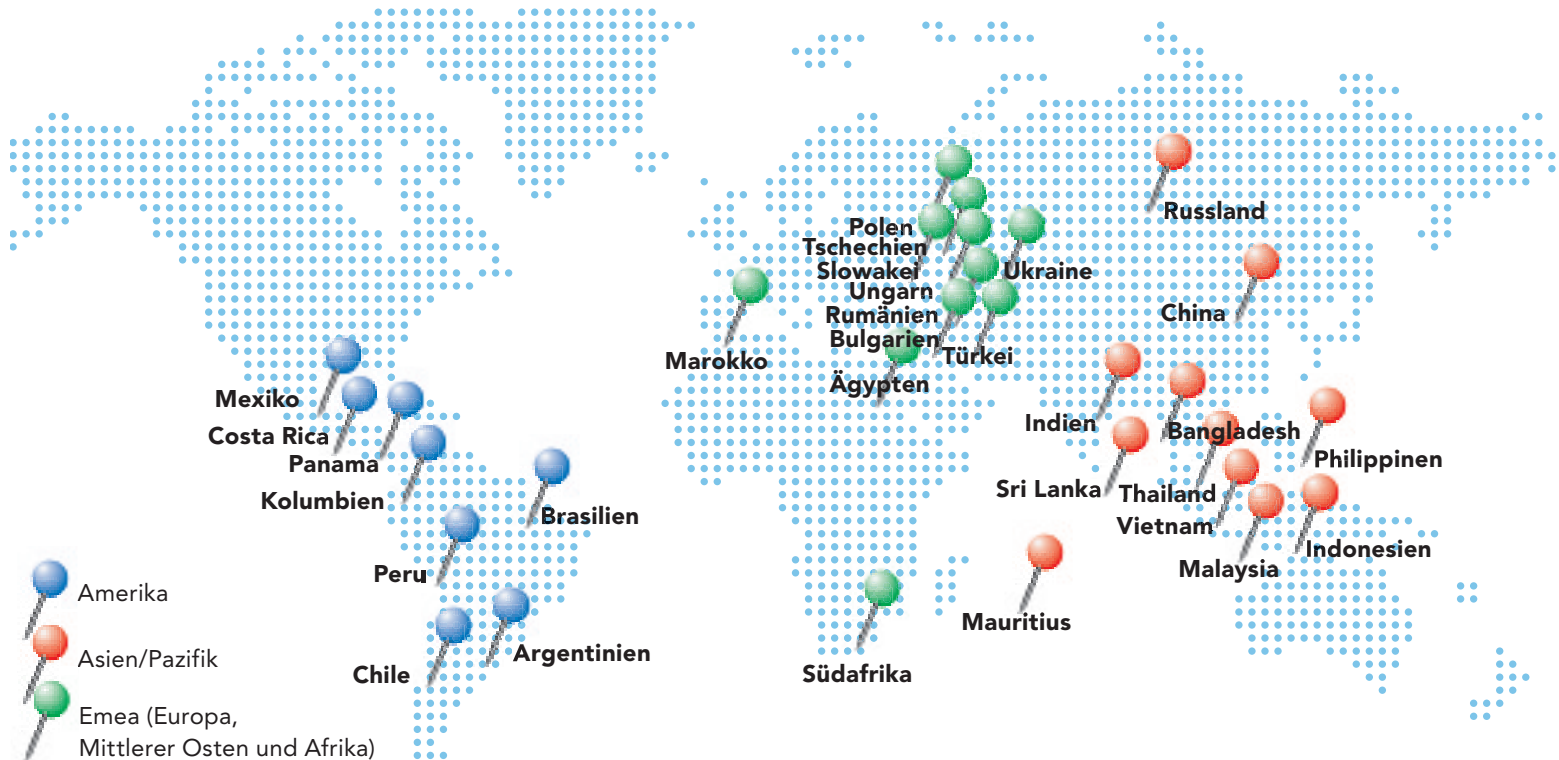 Mexiko
Costa Rica
Panama
Kolumbien
Brasilien
Peru
Chile
Argentinien
Marokko
Polen
Tschechien
Slowakei
Ungarn
Rumänien
Bulgarien
Ukraine
Türkei
Ägypten
Südafrika
Russland
China
Indien
Bangladesh
Sri Lanka
Thailand
Vietnam
Malaysia
Philippinen
Indonesien
Mauritius
Amerika
Asien/Pazifik
Emea (Europa,
Mittlerer Osten und Afrika)